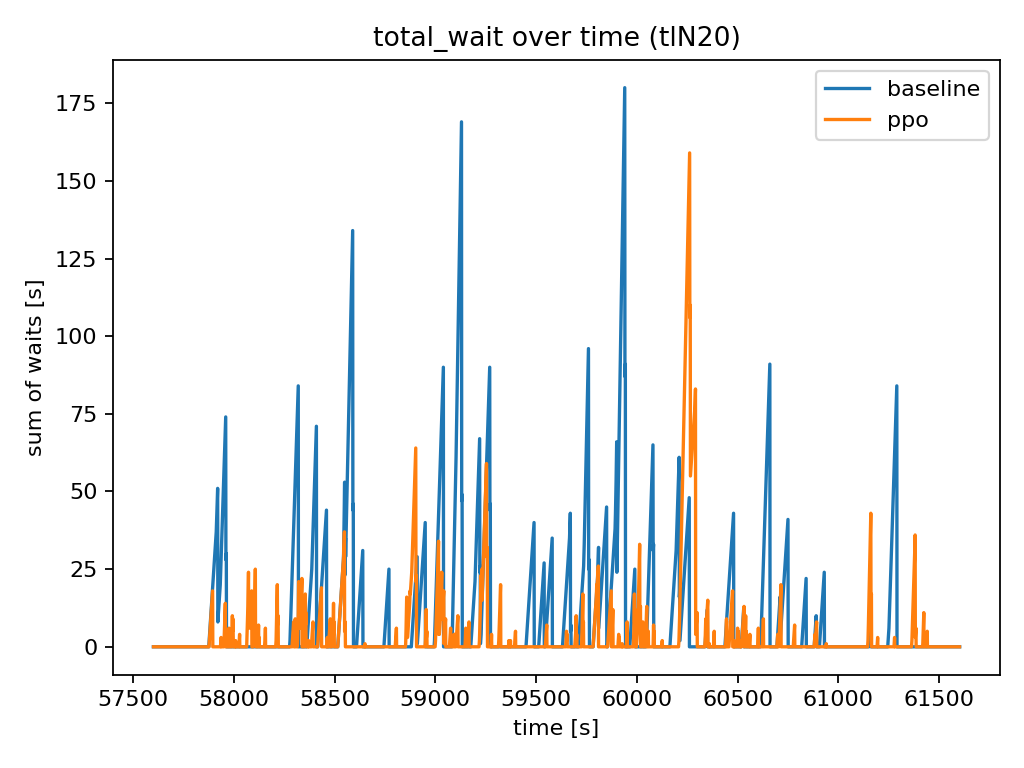 total_wait over time (tlN20)
baseline
ppo
sum of waits [s]
175
150
125
100
75
50
25
0
57500 58000 58500 59000 59500 60000 60500 61000 61500
time [s]